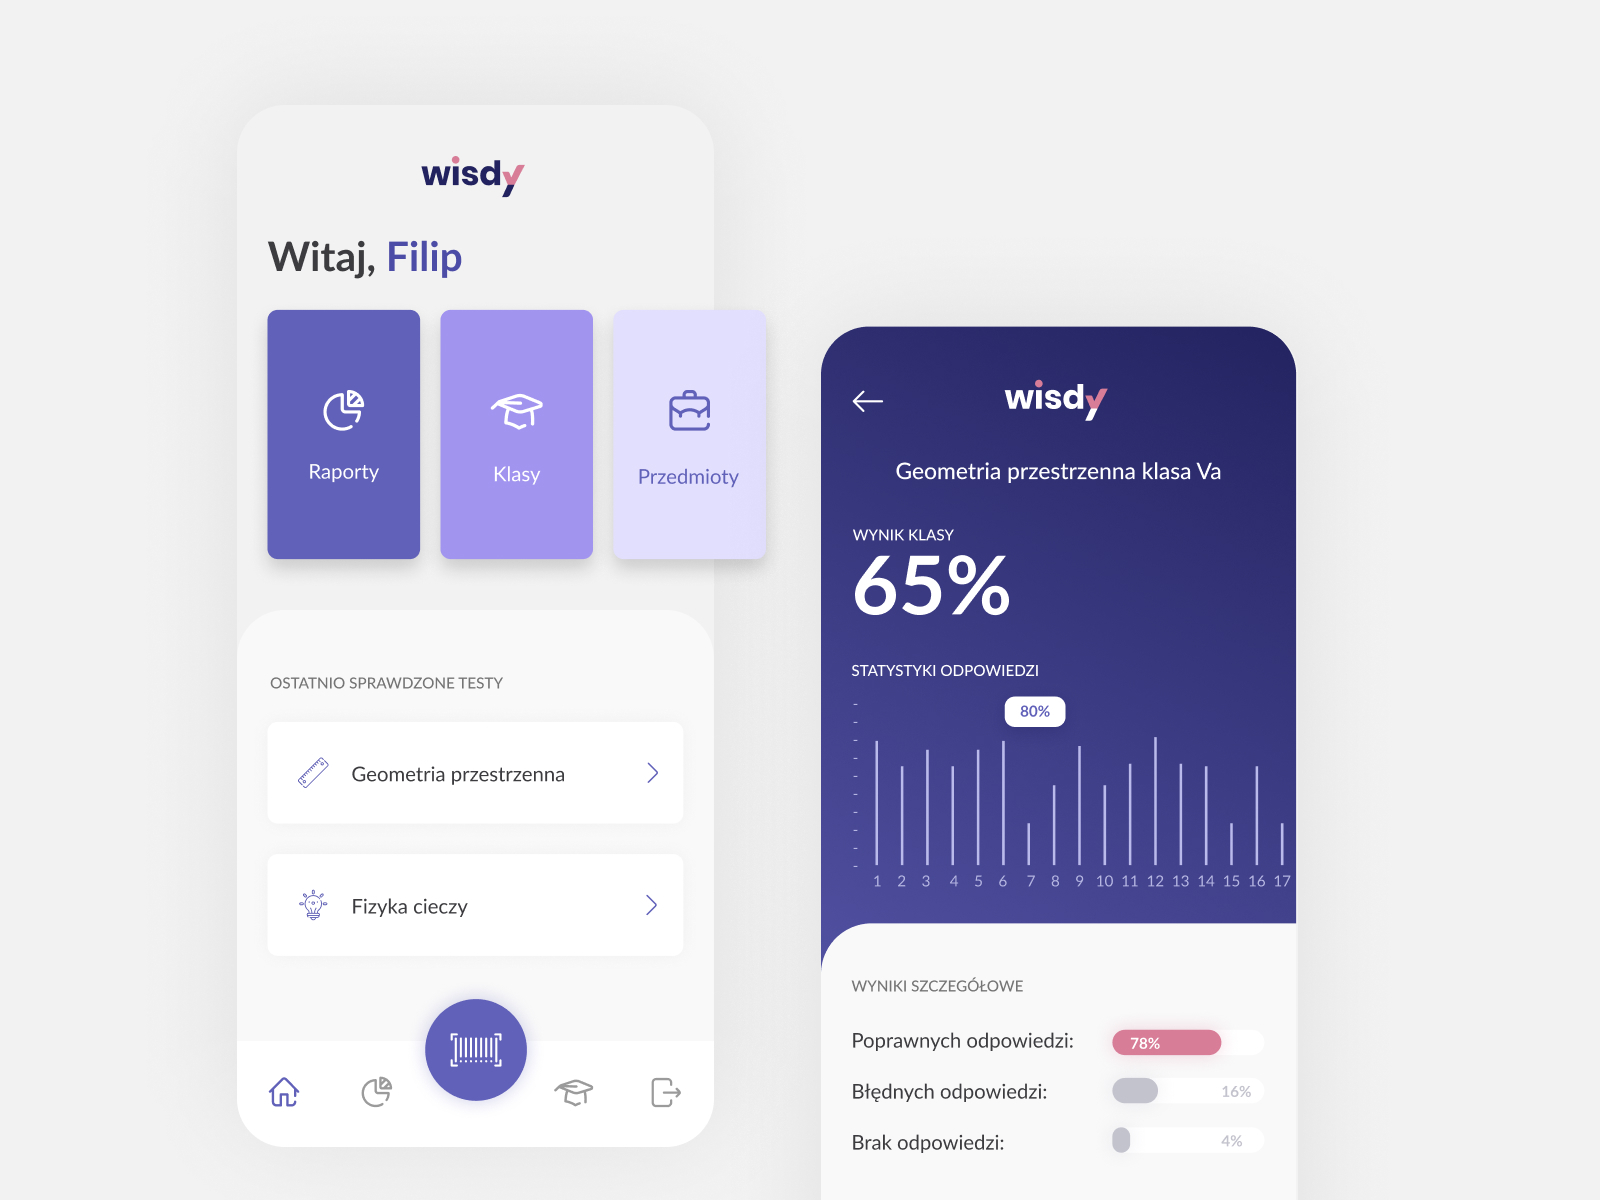 wisdy
Witaj, Filip
Raporty
Klasy
Przedmioty
OSTATNIO SPRAWDZONE TESTY
Geometria przestrzenna
Fizyka cieczy
wisdy
Geometria przestrzenna klasa Va
WYNIK KLASY
65%
STATYSTYKI ODPOWIEDZI
80%
1 2 3 4 5 6 7 8 9 10 11 12 13 14 15 16 17
WYNIKI SZCZEGÓŁOWE
Poprawnych odpowiedzi: 78%
Błędnych odpowiedzi: 16%
Brak odpowiedzi: 4%